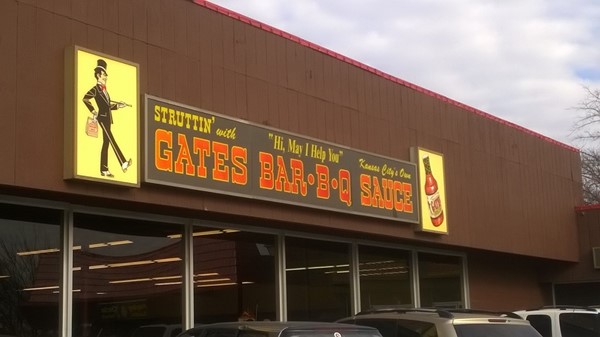 STRUTTIN' with
"Hi, May I Help You"
Kansas City's Own
GATES BAR•B•Q SAUCE